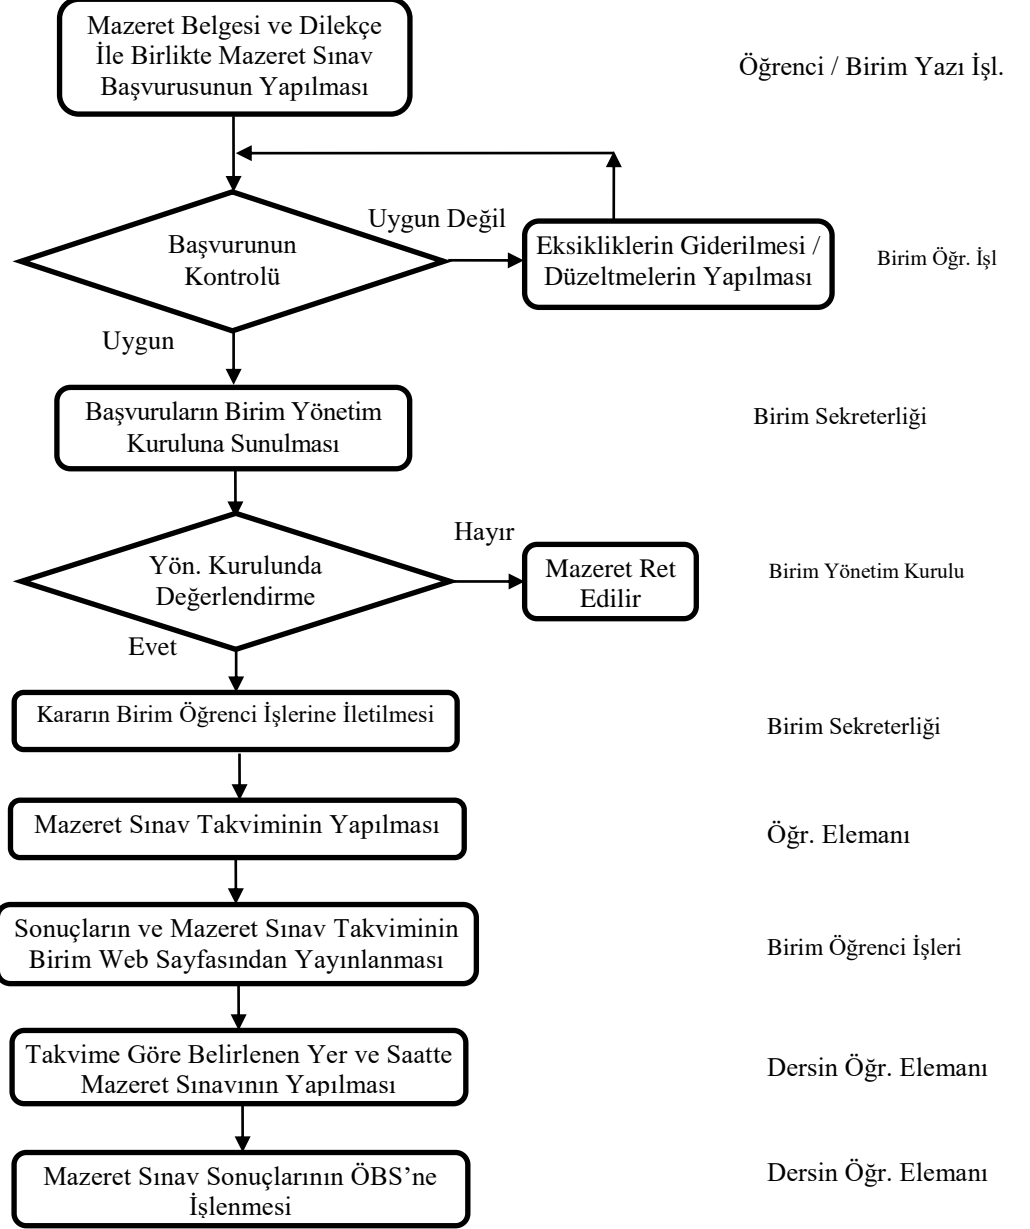 Mazeret Belgesi ve Dilekçe
İle Birlikte Mazeret Sınav
Başvurusunun Yapılması
Öğrenci / Birim Yazı İşl.
Uygun Değil
Başvurunun
Kontrolü
Eksikliklerin Giderilmesi /
Düzeltmelerin Yapılması
Birim Öğr. İşl
Uygun
Başvuruların Birim Yönetim
Kuruluna Sunulması
Birim Sekreterliği
Hayır
Yön. Kurulunda
Değerlendirme
Mazeret Ret
Edilir
Birim Yönetim Kurulu
Evet
Kararın Birim Öğrenci İşlerine İletilmesi
Birim Sekreterliği
Mazeret Sınav Takviminin Yapılması
Öğr. Elemanı
Sonuçların ve Mazeret Sınav Takviminin
Birim Web Sayfasından Yayınlanması
Birim Öğrenci İşleri
Takvime Göre Belirlenen Yer ve Saatte
Mazeret Sınavının Yapılması
Dersin Öğr. Elemanı
Mazeret Sınav Sonuçlarının ÖBS’ne
İşlenmesi
Dersin Öğr. Elemanı